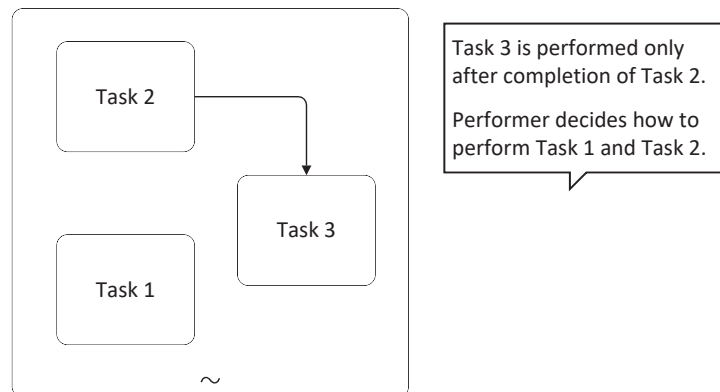 Task 2
Task 3
Task 1
~
Task 3 is performed only
after completion of Task 2.
Performer decides how to
perform Task 1 and Task 2.